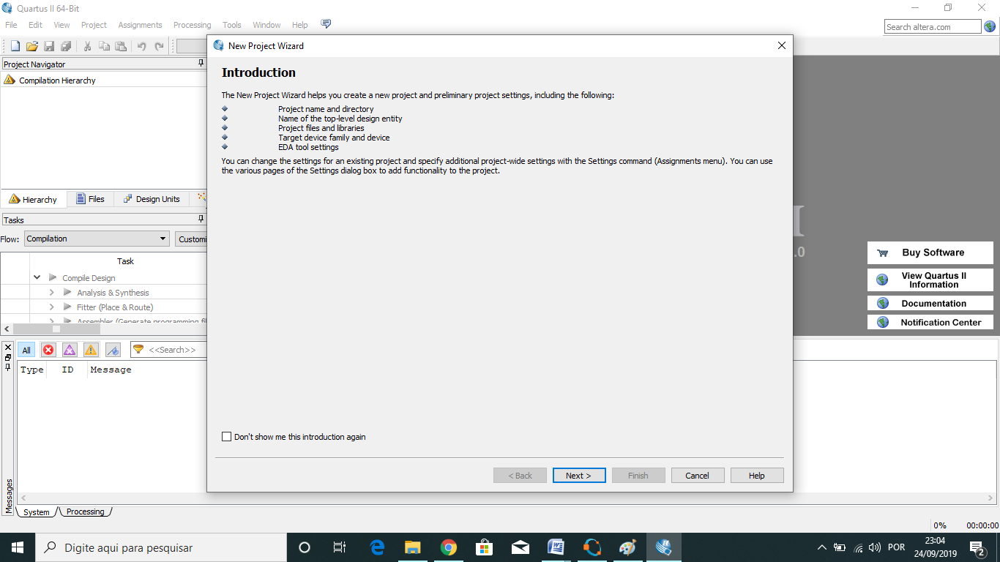 Quartus II 64-Bit
File Edit View Project Assignments Processing Tools Window Help
Search altera.com
New Project Wizard
Project Navigator
Compilation Hierarchy
Introduction
The New Project Wizard helps you create a new project and preliminary project settings, including the following:
Project name and directory
Name of the top-level design entity
Project files and libraries
Target device family and device
EDA tool settings
You can change the settings for an existing project and specify additional project-wide settings with the Settings command (Assignments menu). You can use
the various pages of the Settings dialog box to add functionality to the project.
Hierarchy Files Design Units
Tasks
Flow: Compilation Customi
Task
Compile Design
Analysis & Synthesis
Fitter (Place & Route)
Assembler (Generate programming fil
I
.0
Buy Software
View Quartus II
Information
Documentation
Notification Center
All <<Search>>
Type ID Message
Don't show me this introduction again
< Back Next > Finish Cancel Help
Messages
System Processing
0% 00:00:00
Digite aqui para pesquisar
POR
23:04
24/09/2019
2